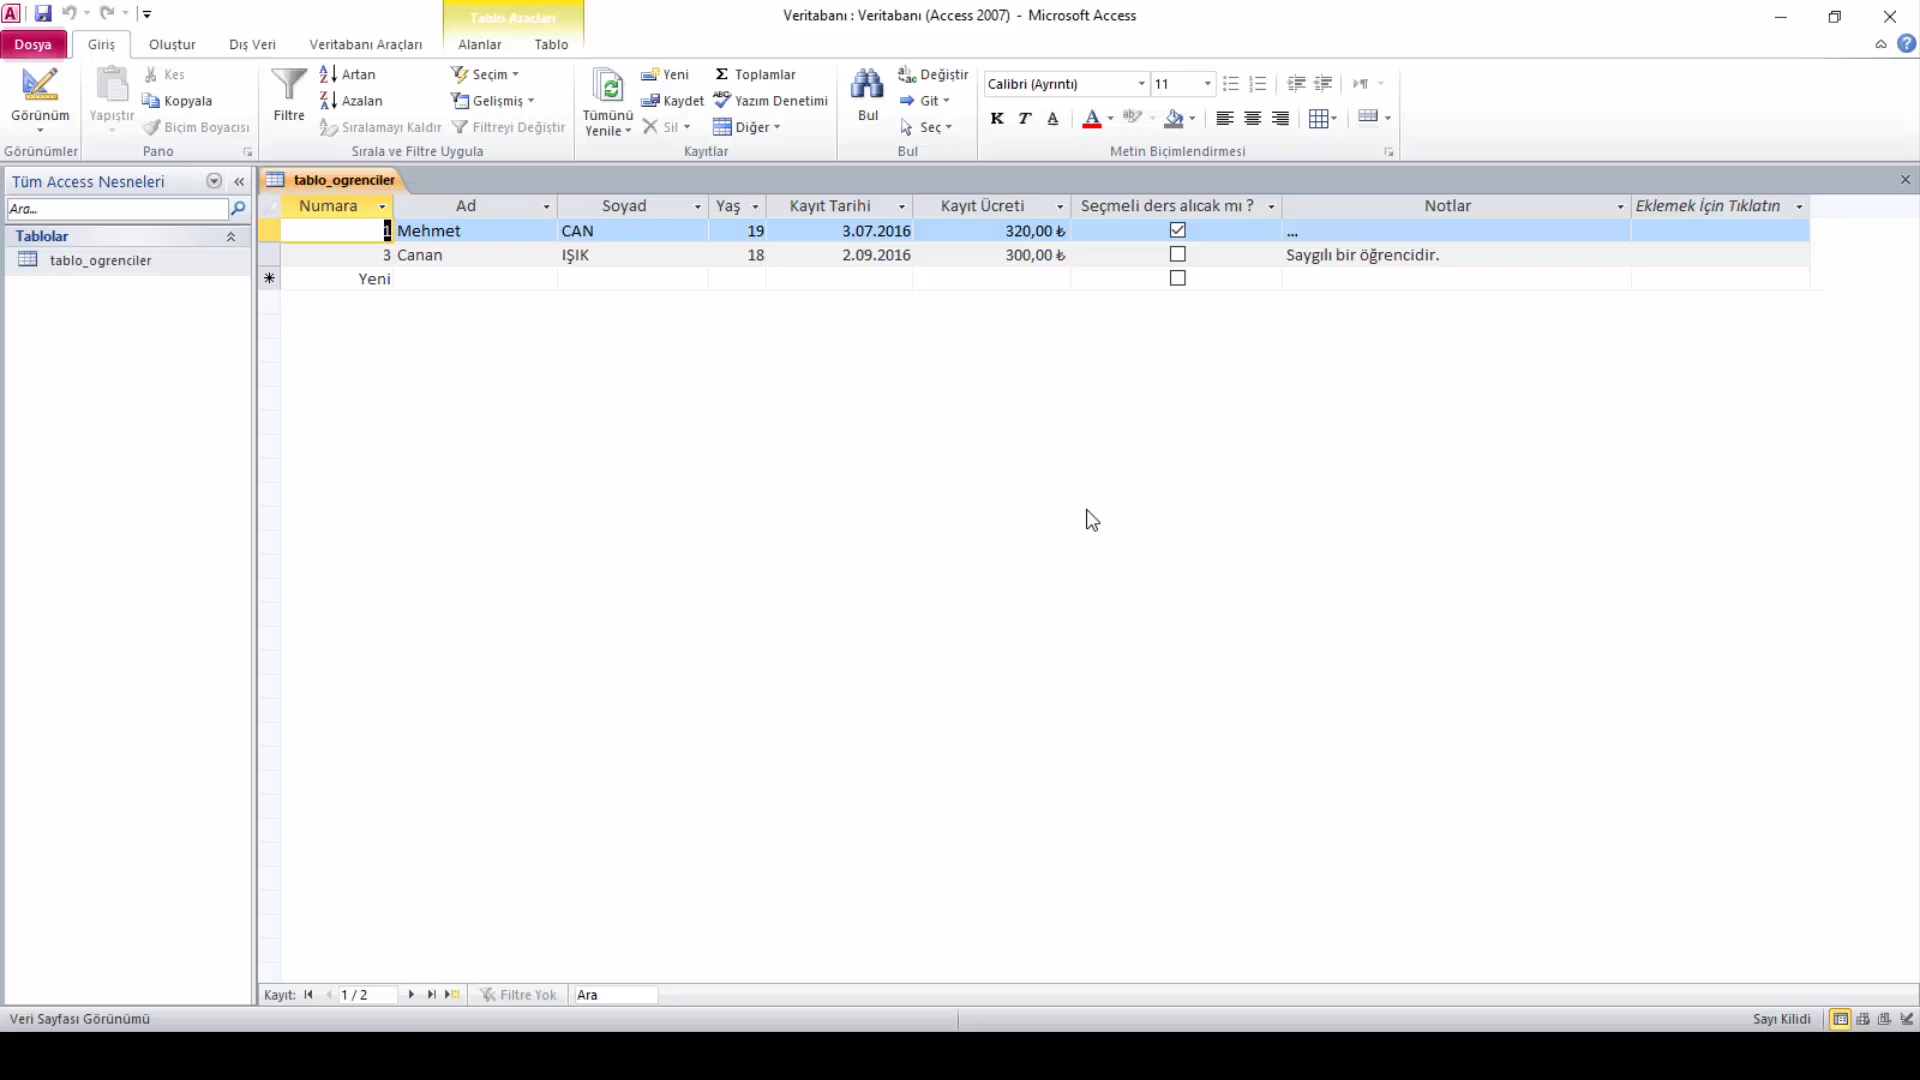 Tablo Araçları
Veritabanı : Veritabanı (Access 2007) - Microsoft Access
Dosya
Giriş
Oluştur
Dış Veri
Veritabanı Araçları
Alanlar
Tablo
Görünüm
Görünümler
Yapıştır
Kes
Kopyala
Biçim Boyacısı
Pano
Filtre
Artan
Azalan
Sıralamayı Kaldır
Seçim
Gelişmiş
Filtreyi Değiştir
Sırala ve Filtre Uygula
Tümünü
Yenile
Yeni
Kaydet
Sil
Toplamlar
Yazım Denetimi
Diğer
Kayıtlar
Bul
Değiştir
Git
Seç
Bul
Calibri (Ayrıntı)
11
K T A
Metin Biçimlendirmesi
Tüm Access Nesneleri
Ara...
Tablolar
tablo_ogrenciler
tablo_ogrenciler
Numara Ad Soyad Yaş Kayıt Tarihi Kayıt Ücreti Seçmeli ders alıcak mı ? Notlar Eklemek İçin Tıklatın
1 Mehmet CAN 19 3.07.2016 320,00 ₺ ...
3 Canan IŞIK 18 2.09.2016 300,00 ₺ Saygılı bir öğrencidir.
Yeni
Kayıt: 1 / 2 Filtre Yok Ara
Veri Sayfası Görünümü
Sayı Kilidi